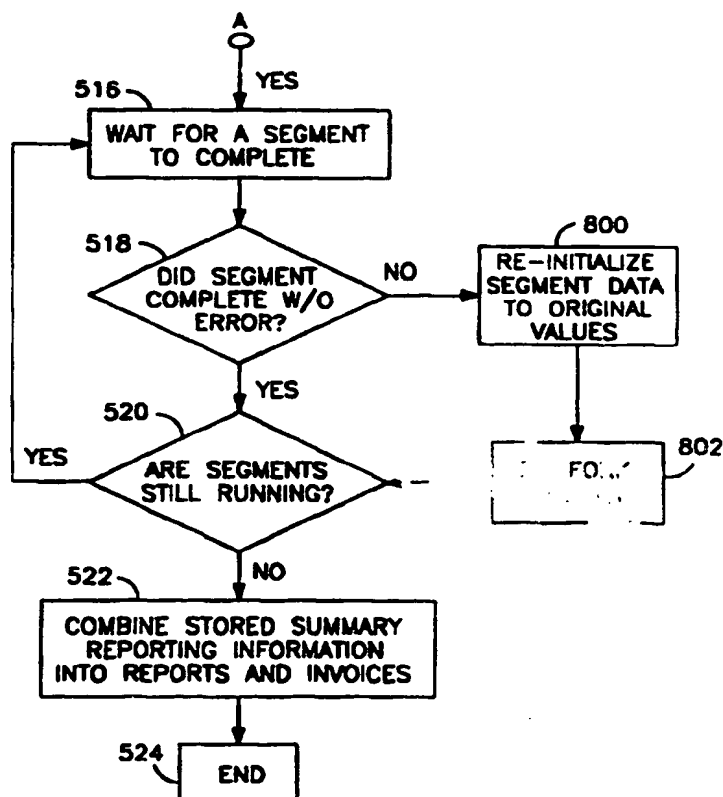 A
YES
516
WAIT FOR A SEGMENT
TO COMPLETE
518
DID SEGMENT
COMPLETE W/O
ERROR?
NO
800
RE-INITIALIZE
SEGMENT DATA
TO ORIGINAL
VALUES
YES
520
YES
ARE SEGMENTS
STILL RUNNING?
802
NO
522
COMBINE STORED SUMMARY
REPORTING INFORMATION
INTO REPORTS AND INVOICES
524
END